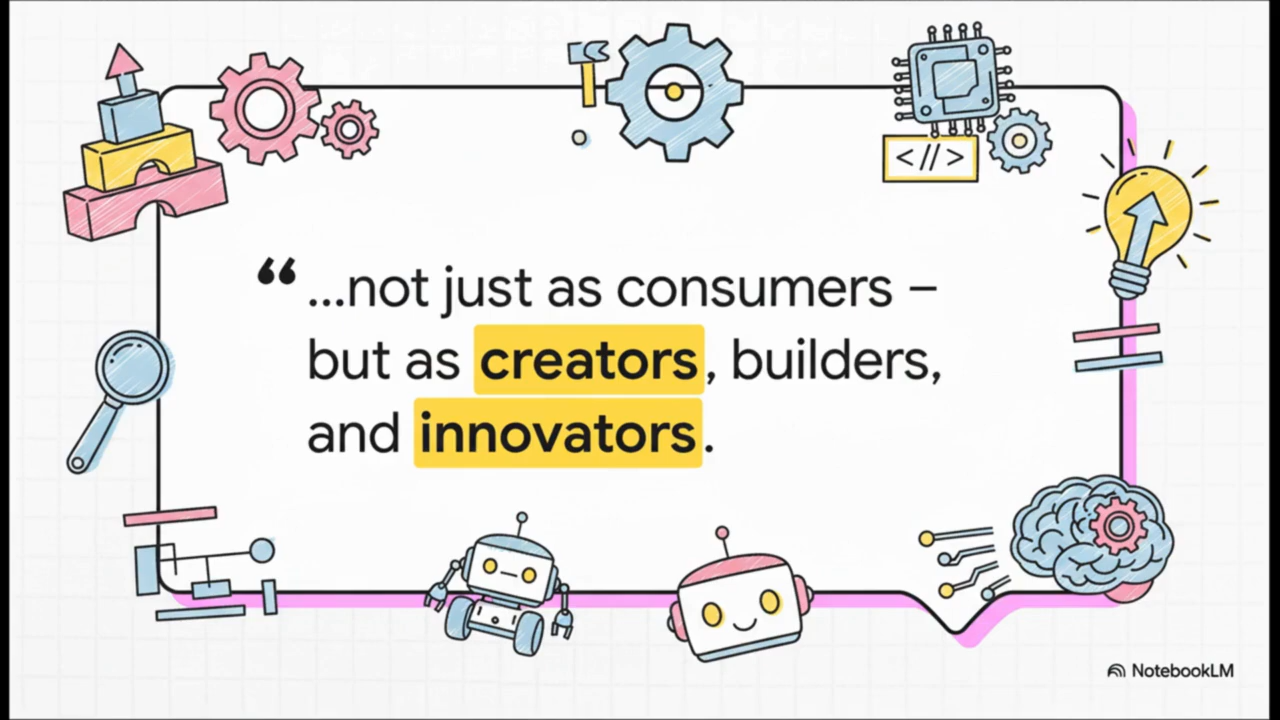 </>
“ ...not just as consumers –
but as creators, builders,
and innovators.
NotebookLM